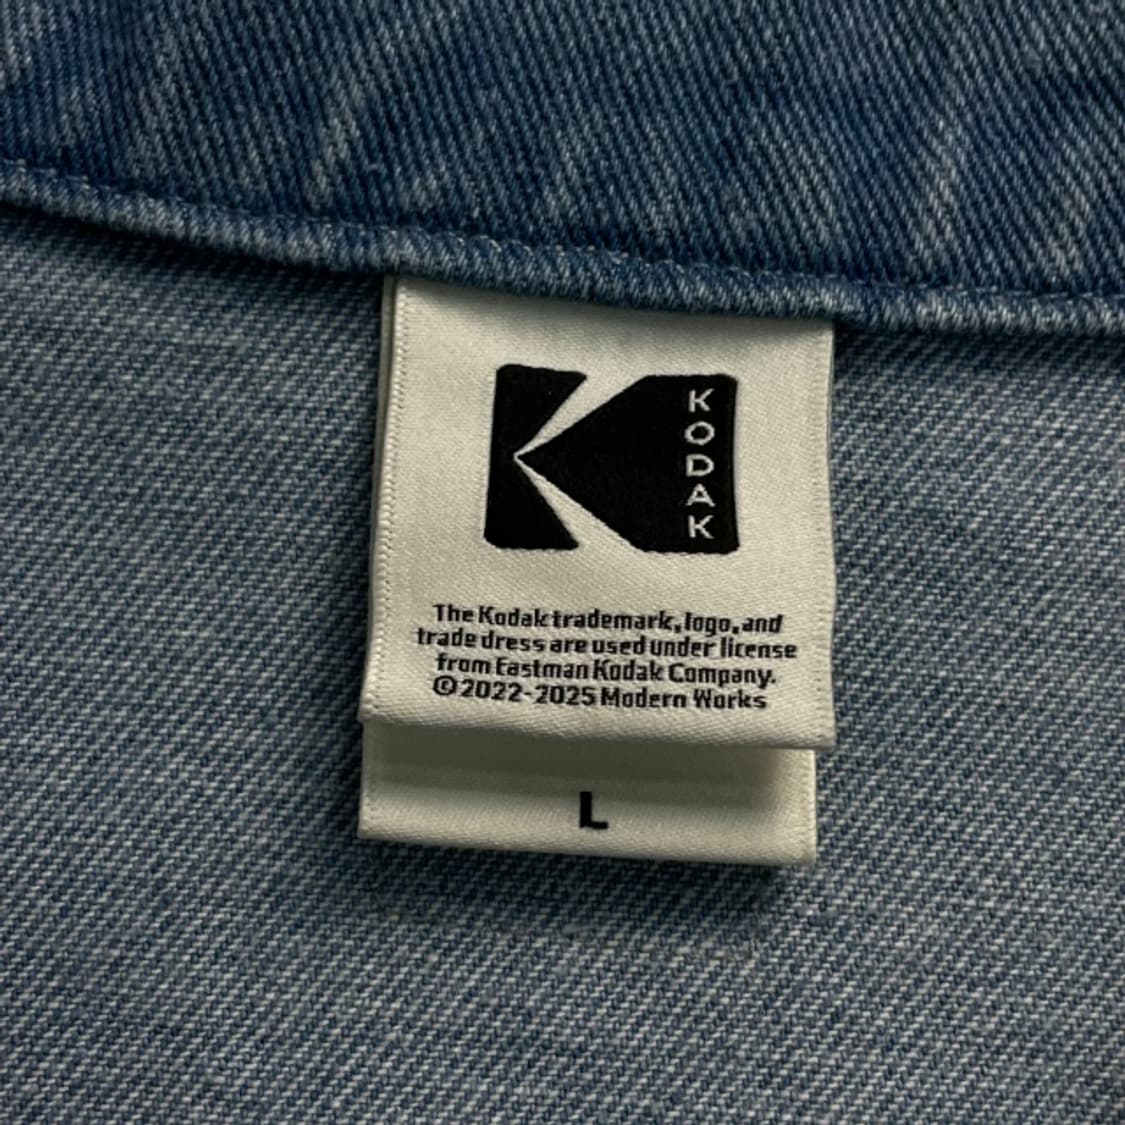 KODAK
The Kodak trademark, logo, and
trade dress are used under license
from Eastman Kodak Company.
©2022-2025 Modern Works
L